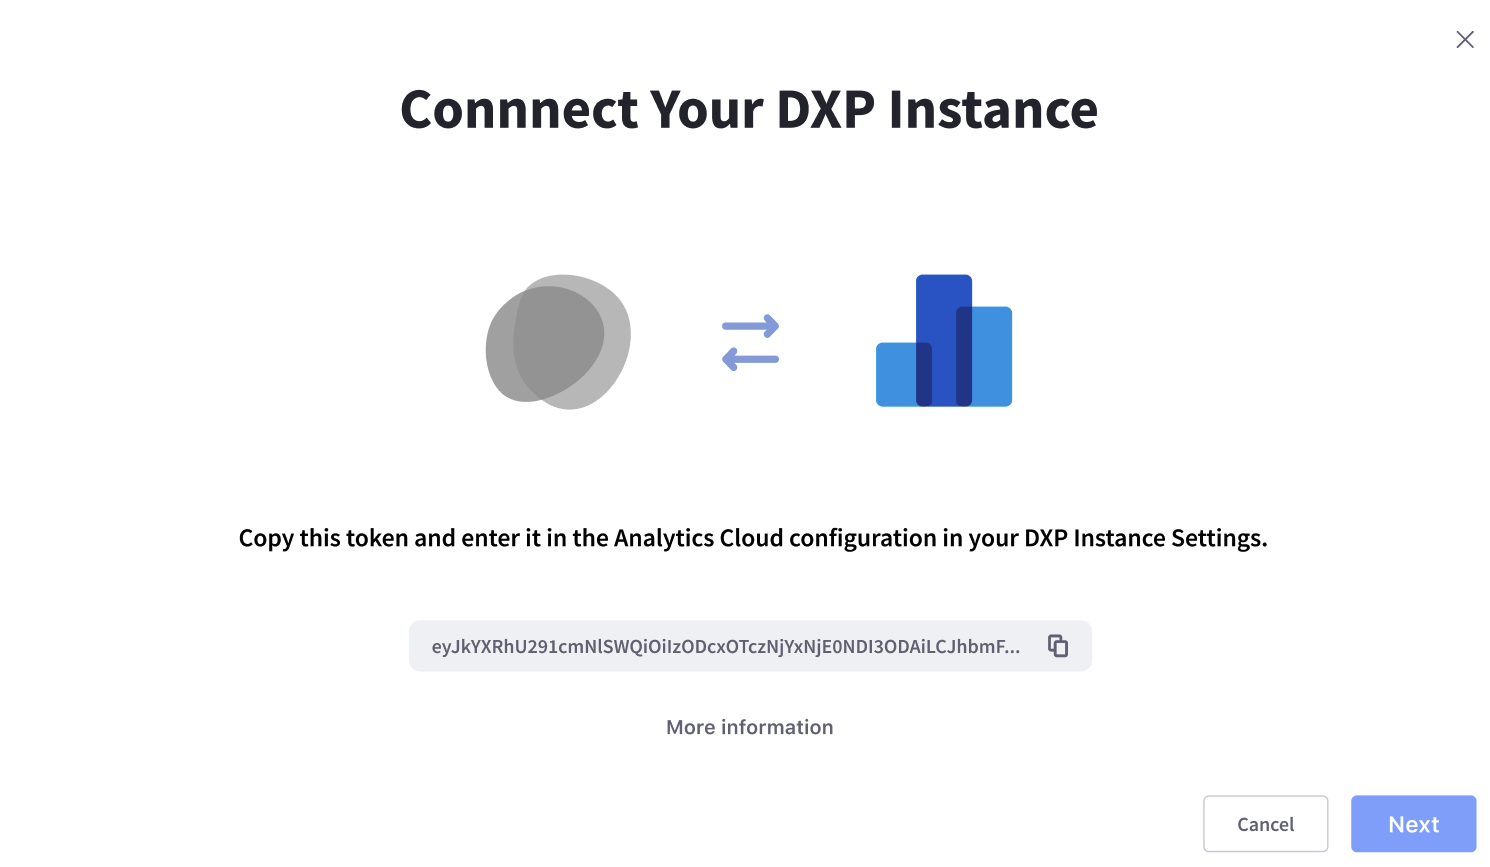 Connnect Your DXP Instance
Copy this token and enter it in the Analytics Cloud configuration in your DXP Instance Settings.
eyJkYXRhU291cmNlSWQiOiIzODcxOTczNjYxNjE0NDI3ODAiLCJhbmF...
More information
Cancel
Next